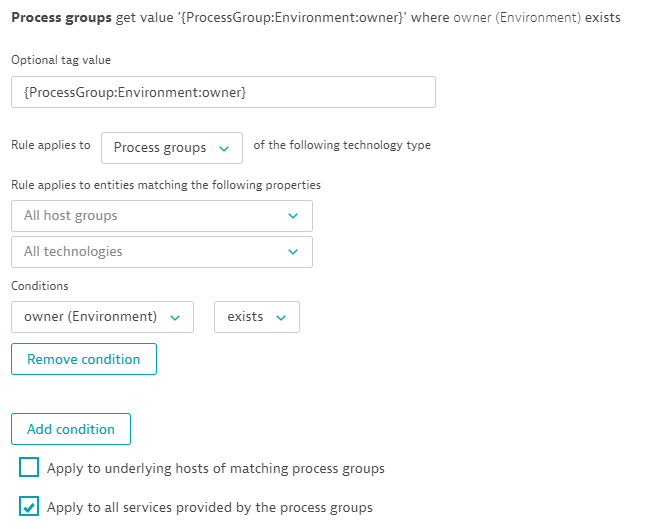 Process groups get value '{ProcessGroup:Environment:owner}' where owner (Environment) exists
Optional tag value
{ProcessGroup:Environment:owner}
Rule applies to Process groups of the following technology type
Rule applies to entities matching the following properties
All host groups
All technologies
Conditions
owner (Environment) exists
Remove condition
Add condition
Apply to underlying hosts of matching process groups
Apply to all services provided by the process groups